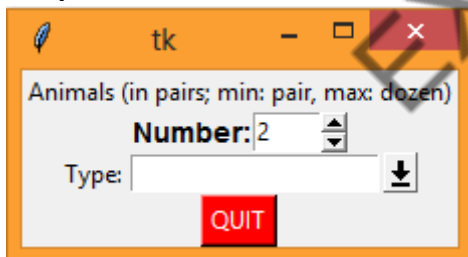 tk
Animals (in pairs; min: pair, max: dozen)
Number: 2
Type:
QUIT